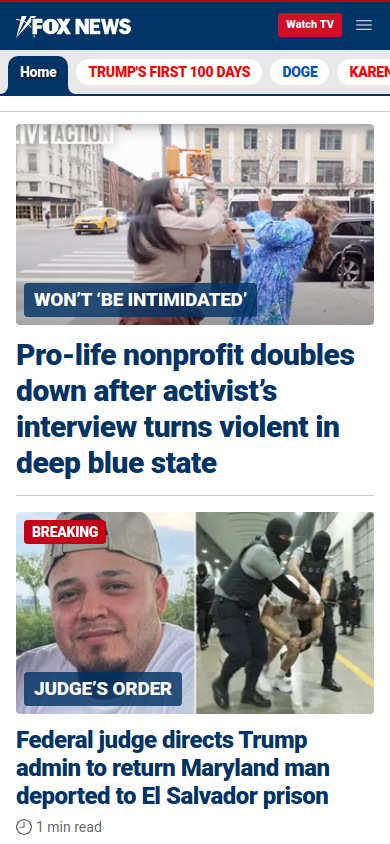 FOX NEWS
Watch TV
Home
TRUMP'S FIRST 100 DAYS
DOGE
KAREN
LIVE ACTION
WON'T 'BE INTIMIDATED'
Pro-life nonprofit doubles
down after activist's
interview turns violent in
deep blue state
BREAKING
JUDGE'S ORDER
Federal judge directs Trump
admin to return Maryland man
deported to El Salvador prison
1 min read